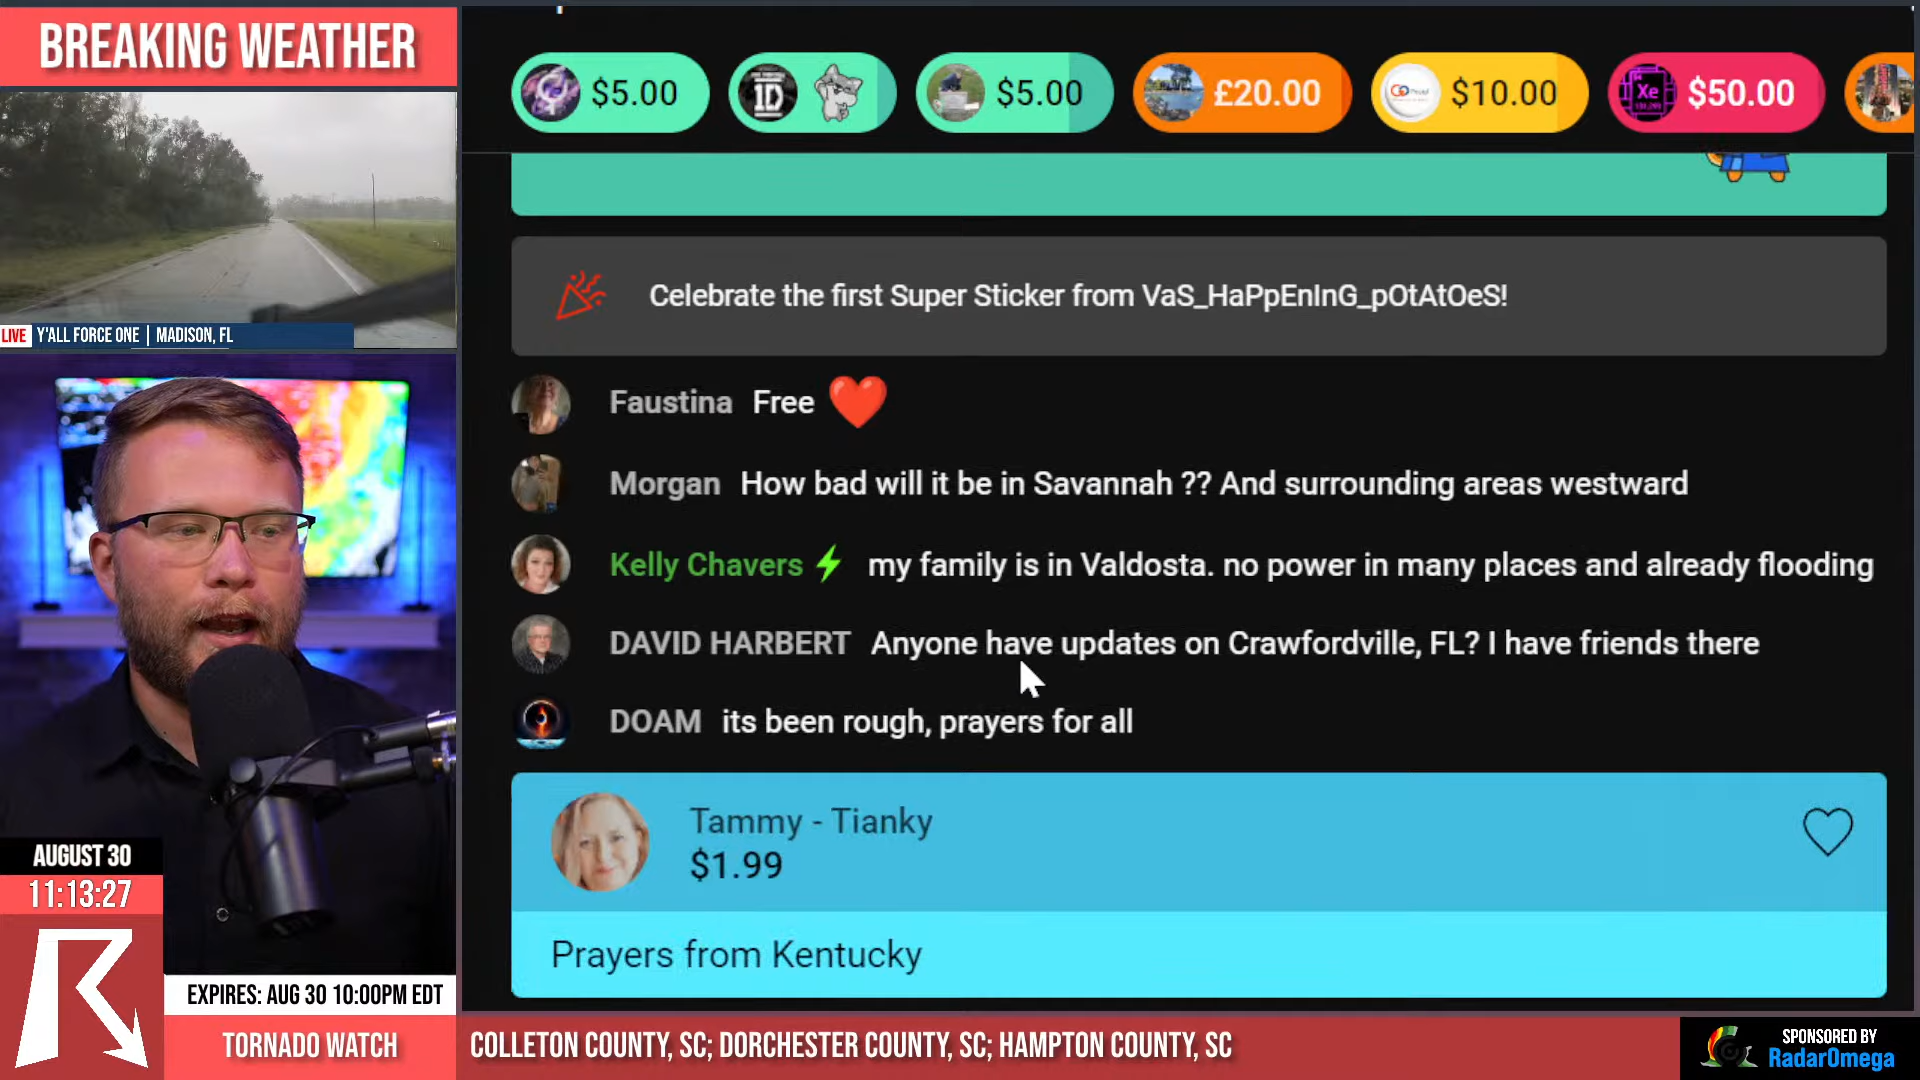 BREAKING WEATHER
$5.00
1D
$5.00
£20.00
$10.00
Xe
$50.00
Celebrate the first Super Sticker from VaS_HaPpEnInG_pOtAtOeS!
LIVE Y'ALL FORCE ONE | MADISON, FL
Faustina Free
Morgan How bad will it be in Savannah ?? And surrounding areas westward
Kelly Chavers my family is in Valdosta. no power in many places and already flooding
DAVID HARBERT Anyone have updates on Crawfordville, FL? I have friends there
DOAM its been rough, prayers for all
Tammy - Tianky
$1.99
Prayers from Kentucky
AUGUST 30
11:13:27
R
EXPIRES: AUG 30 10:00PM EDT
TORNADO WATCH
COLLETON COUNTY, SC; DORCHESTER COUNTY, SC; HAMPTON COUNTY, SC
SPONSORED BY
RadarOmega